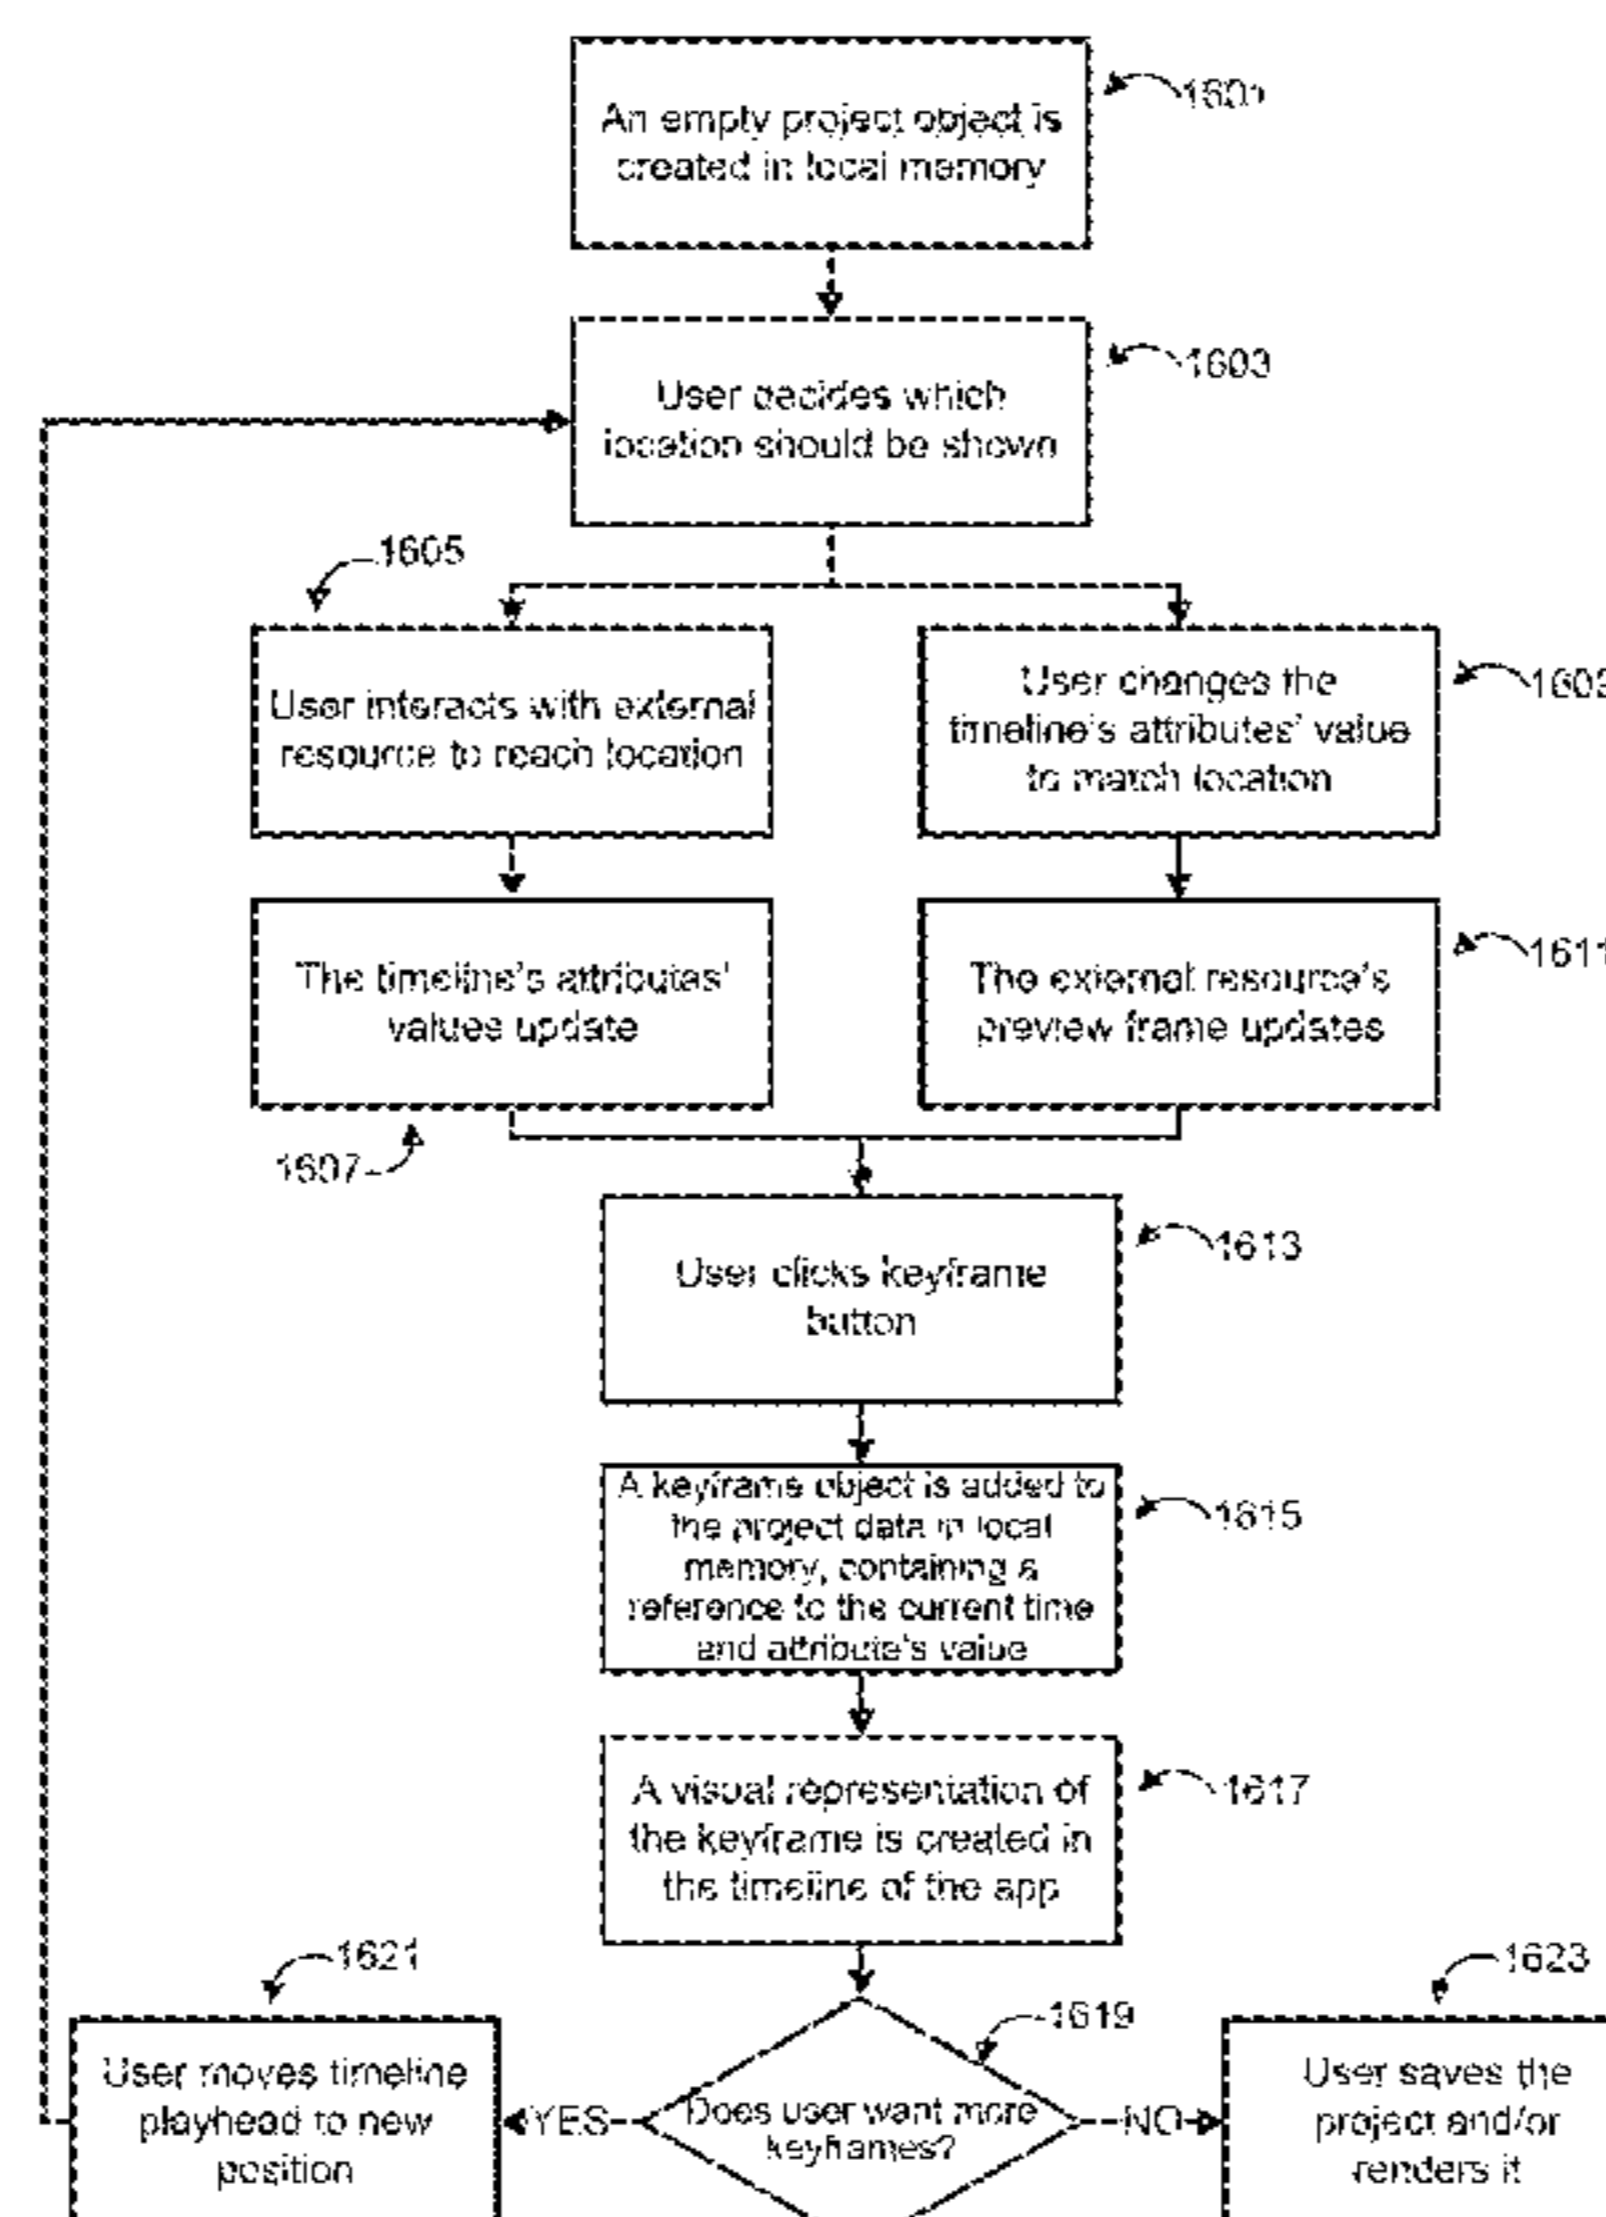 An empty project object is
created in local memory
1601
User decides which
location should be shown
1603
1605
User interacts with external
resource to reach location
User changes the
timeline's attributes' value
to match location
1609
The timeline's attributes'
values update
1607
The external resource's
preview frame updates
1611
User clicks keyframe
button
1613
A keyframe object is added to
the project data in local
memory, containing a
reference to the current time
and attribute's value
1615
A visual representation of
the keyframe is created in
the timeline of the app
1617
1621
User moves timeline
playhead to new
position
YES
1619
Does user want more
keyframes?
NO
1623
User saves the
project and/or
renders it